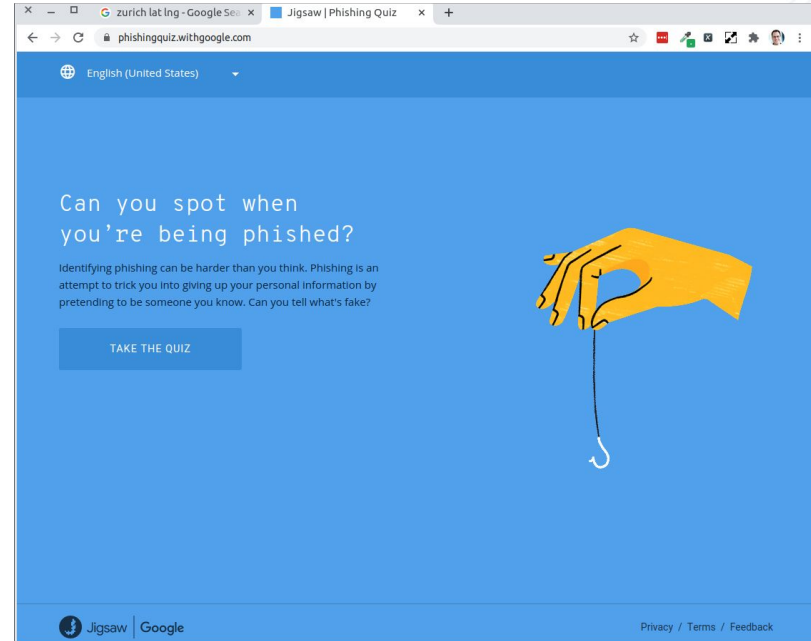 zurich lat lng - Google Sea
Jigsaw | Phishing Quiz
phishingquiz.withgoogle.com
English (United States)
Can you spot when
you're being phished?
Identifying phishing can be harder than you think. Phishing is an
attempt to trick you into giving up your personal information by
pretending to be someone you know. Can you tell what's fake?
TAKE THE QUIZ
Jigsaw | Google
Privacy / Terms / Feedback